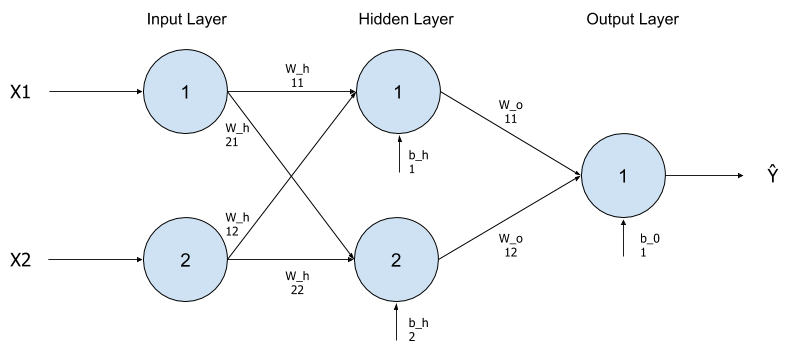 Input Layer
Hidden Layer
Output Layer
X1
1
W_h
11
1
W_o
11
W_h
21
b_h
1
1
Ŷ
W_h
12
X2
2
W_h
22
2
W_o
12
b_0
1
b_h
2